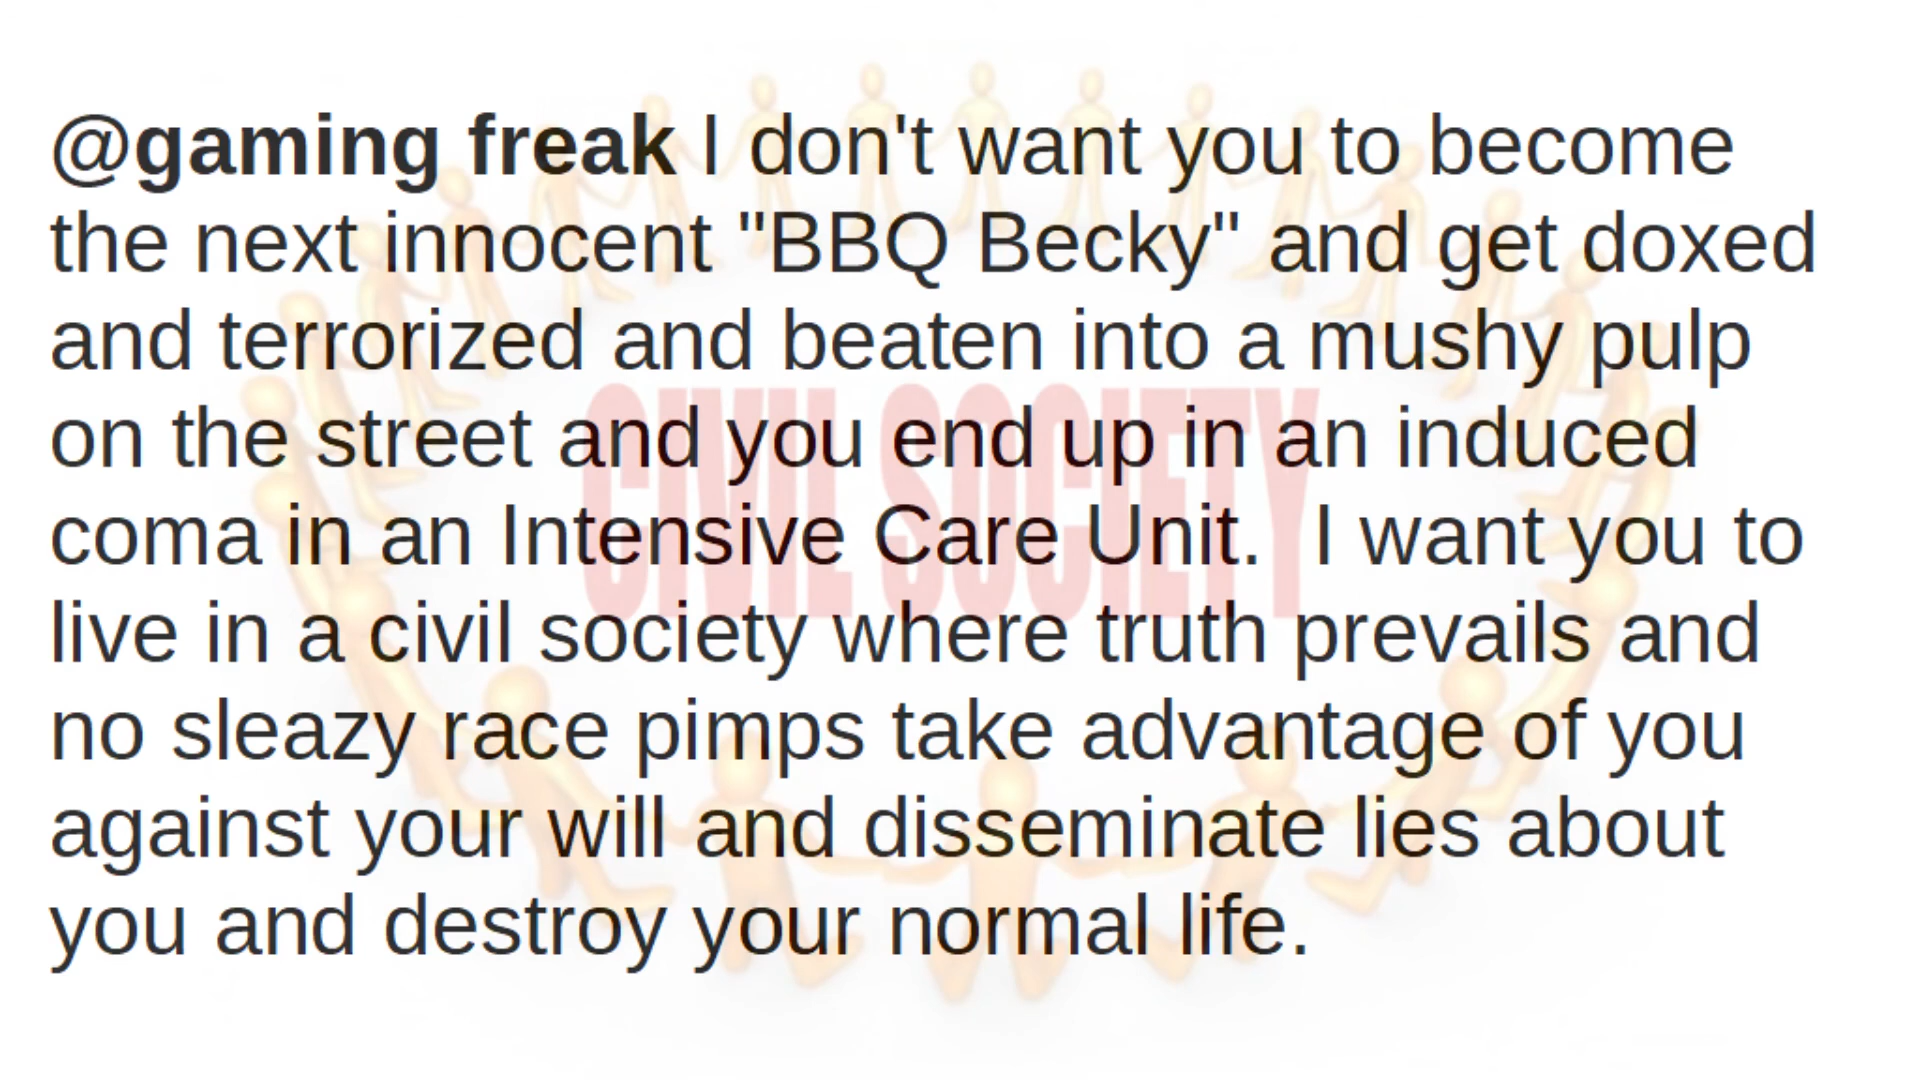 @gaming freak I don't want you to become
the next innocent "BBQ Becky" and get doxed
and terrorized and beaten into a mushy pulp
on the street and you end up in an induced
coma in an Intensive Care Unit.  I want you to
live in a civil society where truth prevails and
no sleazy race pimps take advantage of you
against your will and disseminate lies about
you and destroy your normal life.
CIVIL SOCIETY